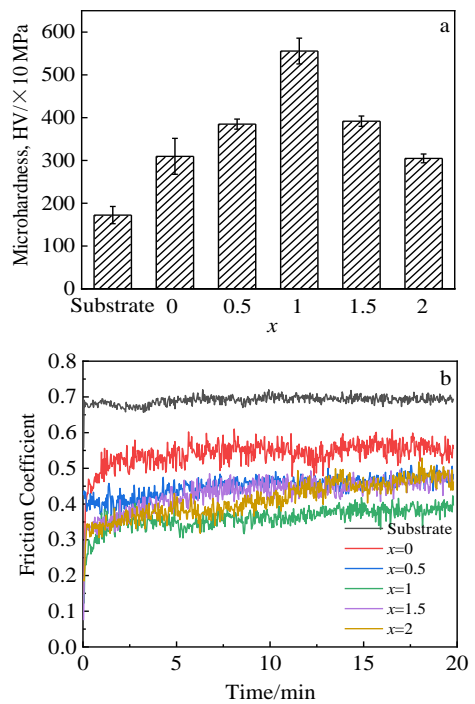 a
Microhardness, HV/×10 MPa
600
500
400
300
200
100
0
Substrate 0 0.5 1 1.5 2
x
b
Friction Coefficient
0.8
0.7
0.6
0.5
0.4
0.3
0.2
0.1
0.0
Substrate
x=0
x=0.5
x=1
x=1.5
x=2
0 5 10 15 20
Time/min